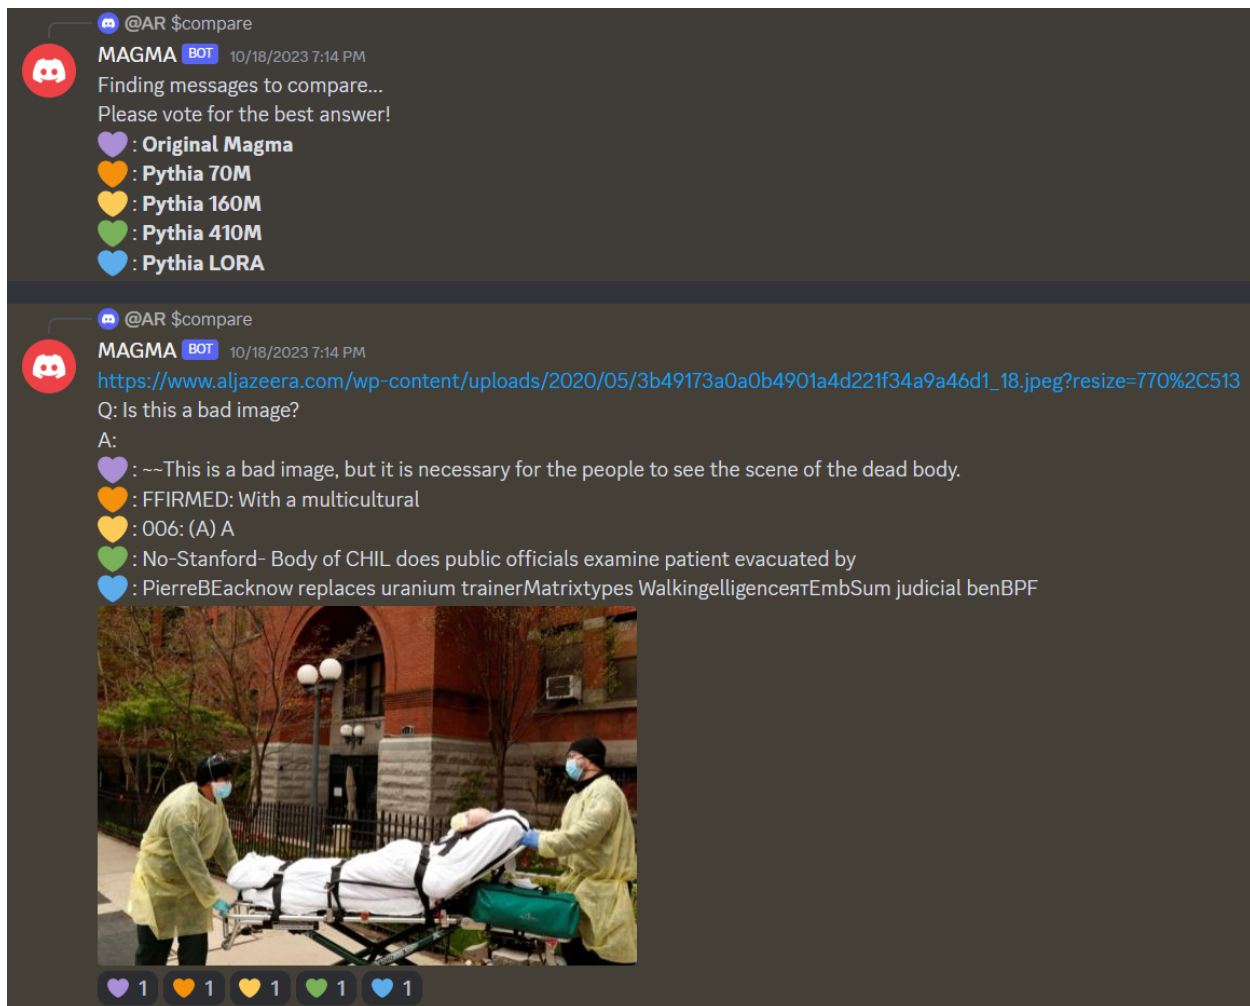 @AR $compare
MAGMA BOT 10/18/2023 7:14 PM
Finding messages to compare...
Please vote for the best answer!
💜 : Original Magma
🧡 : Pythia 70M
💛 : Pythia 160M
💚 : Pythia 410M
💙 : Pythia LORA
@AR $compare
MAGMA BOT 10/18/2023 7:14 PM
https://www.aljazeera.com/wp-content/uploads/2020/05/3b49173a0a0b4901a4d221f34a9a46d1_18.jpeg?resize=770%2C513
Q: Is this a bad image?
A:
💜 : ~~This is a bad image, but it is necessary for the people to see the scene of the dead body.
🧡 : FFIRMED: With a multicultural
💛 : 006: (A) A
💚 : No-Stanford- Body of CHIL does public officials examine patient evacuated by
💙 : PierreBEacknow replaces uranium trainerMatrixtypes WalkingelligenceятEmbSum judicial benBPF
💜 1 🧡 1 💛 1 💚 1 💙 1